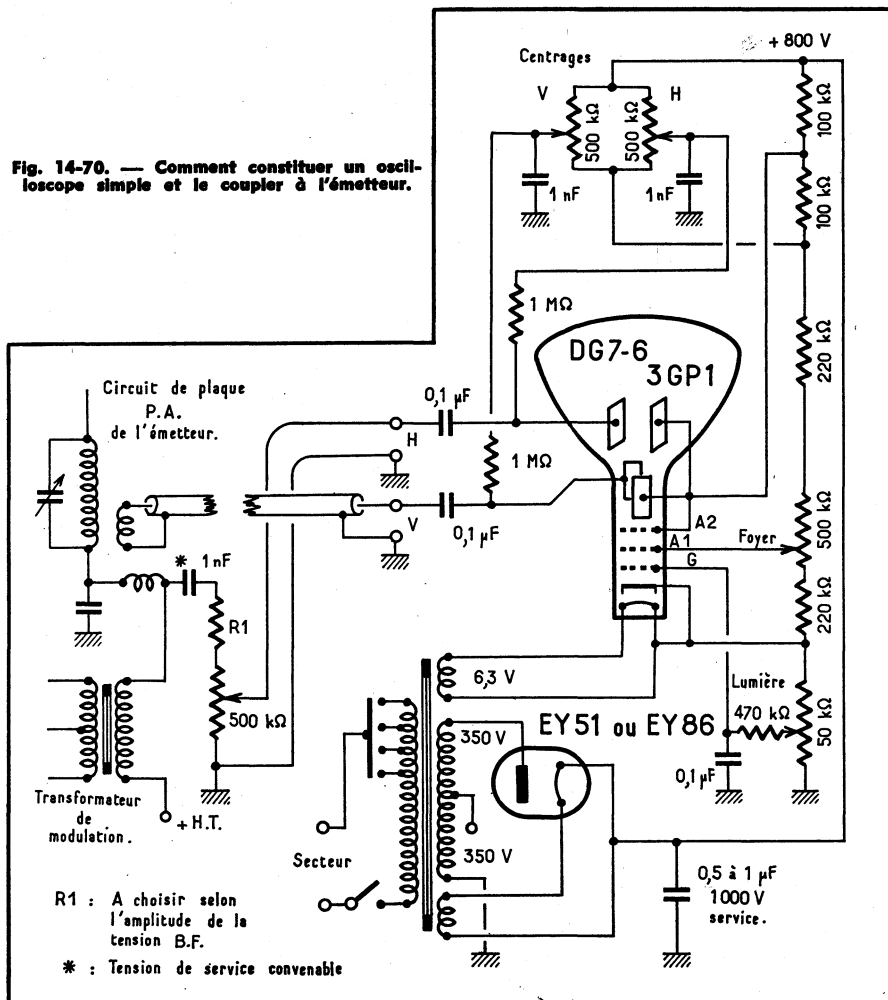 + 800 V
Centrages
V
H
500 kΩ
500 kΩ
100 kΩ
Fig. 14-70. — Comment constituer un oscil-
loscope simple et le coupler à l'émetteur.
1 nF
1 nF
100 kΩ
1 MΩ
DG7-6
3GP1
220 kΩ
Circuit de plaque
P.A.
de l'émetteur.
0,1 µF
H
1 MΩ
V
0,1 µF
A2
A1
Foyer
G
500 kΩ
* 1 nF
R1
220 kΩ
6,3 V
Lumière
500 kΩ
EY51 ou EY86
470 kΩ
50 kΩ
350 V
0,1 µF
Transformateur
de
modulation.
+ H.T.
Secteur
350 V
0,5 à 1 µF
1000 V
service.
R1 : A choisir selon
l'amplitude de la
tension B.F.
* : Tension de service convenable